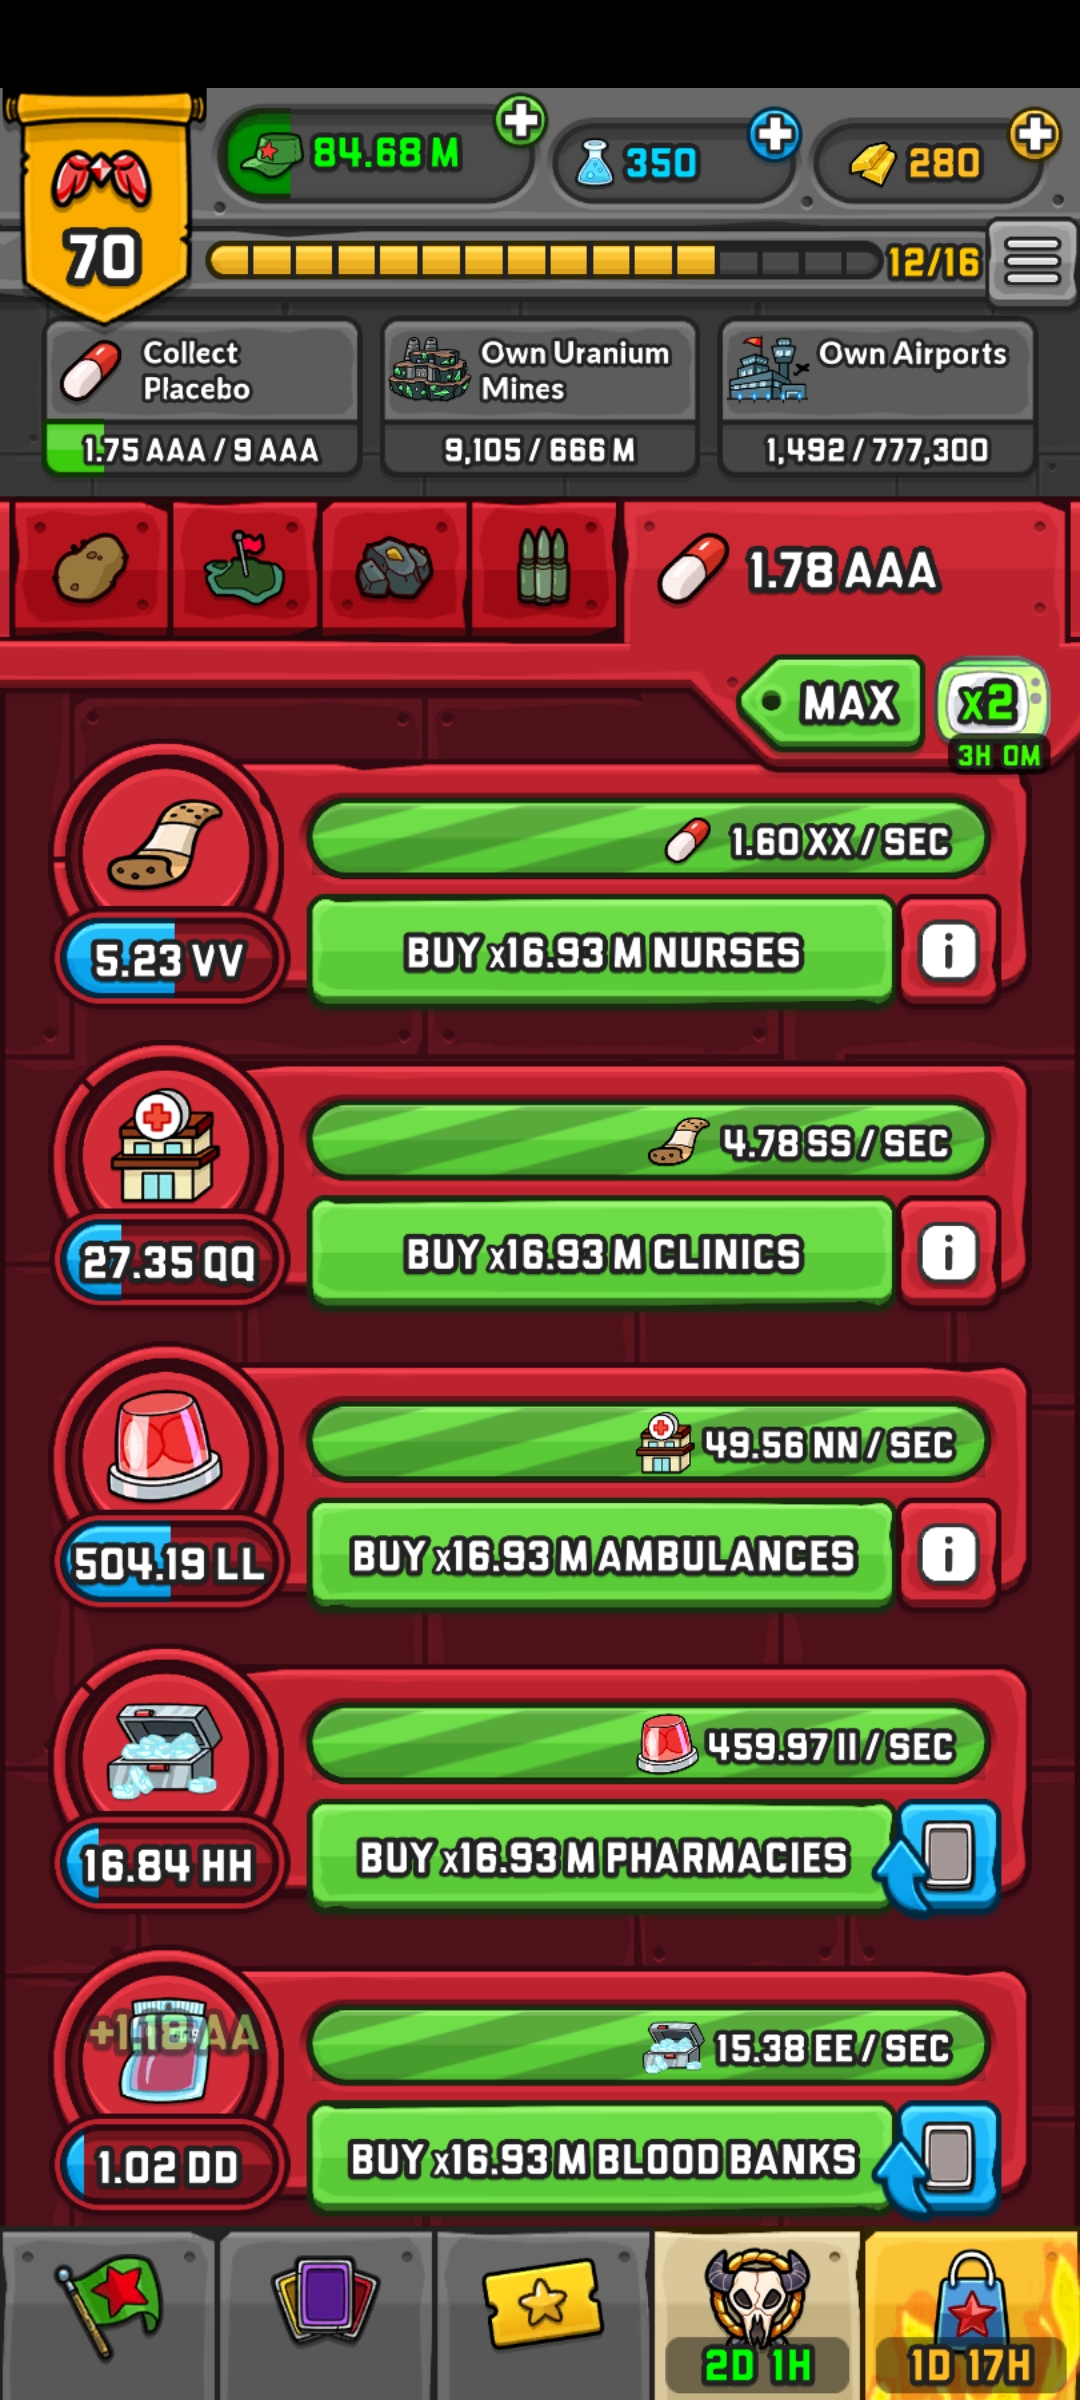 84.68 M
350
280
70
12/16
Collect
Placebo
1.75 AAA / 9 AAA
Own Uranium
Mines
9,105 / 666 M
Own Airports
1,492 / 777,300
1.78 AAA
MAX
x2
3H 0M
1.60 XX / SEC
5.23 VV
BUY x16.93 M NURSES
i
4.78 SS / SEC
27.35 QQ
BUY x16.93 M CLINICS
i
49.56 NN / SEC
504.19 LL
BUY x16.93 M AMBULANCES
i
459.97 II / SEC
16.84 HH
BUY x16.93 M PHARMACIES
+1.18 AA
15.38 EE / SEC
1.02 DD
BUY x16.93 M BLOOD BANKS
2D 1H
1D 17H